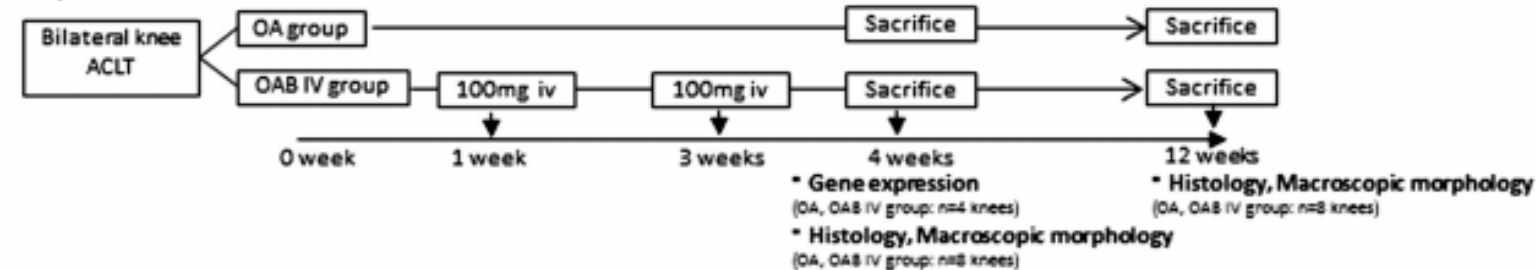 Bilateral knee
ACLT
OA group
Sacrifice
Sacrifice
OAB IV group
100mg iv
100mg iv
Sacrifice
Sacrifice
0 week
1 week
3 weeks
4 weeks
12 weeks
* Gene expression
(OA, OAB IV group: n=4 knees)
* Histology, Macroscopic morphology
(OA, OAB IV group: n=8 knees)
* Histology, Macroscopic morphology
(OA, OAB IV group: n=8 knees)